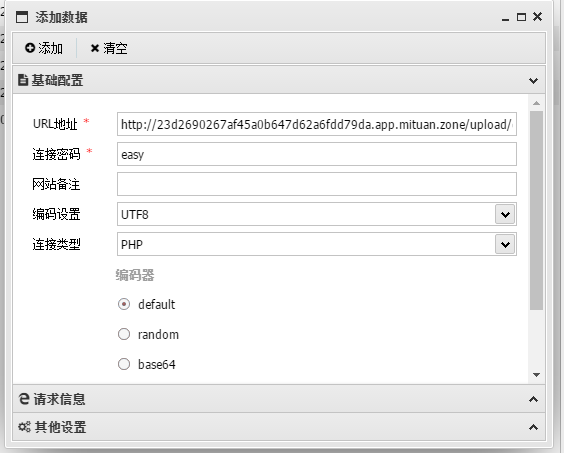 添加数据
添加 清空
基础配置
URL地址 * http://23d2690267af45a0b647d62a6fdd79da.app.mituan.zone/upload/
连接密码 * easy
网站备注
编码设置 UTF8
连接类型 PHP
编码器
default
random
base64
请求信息
其他设置